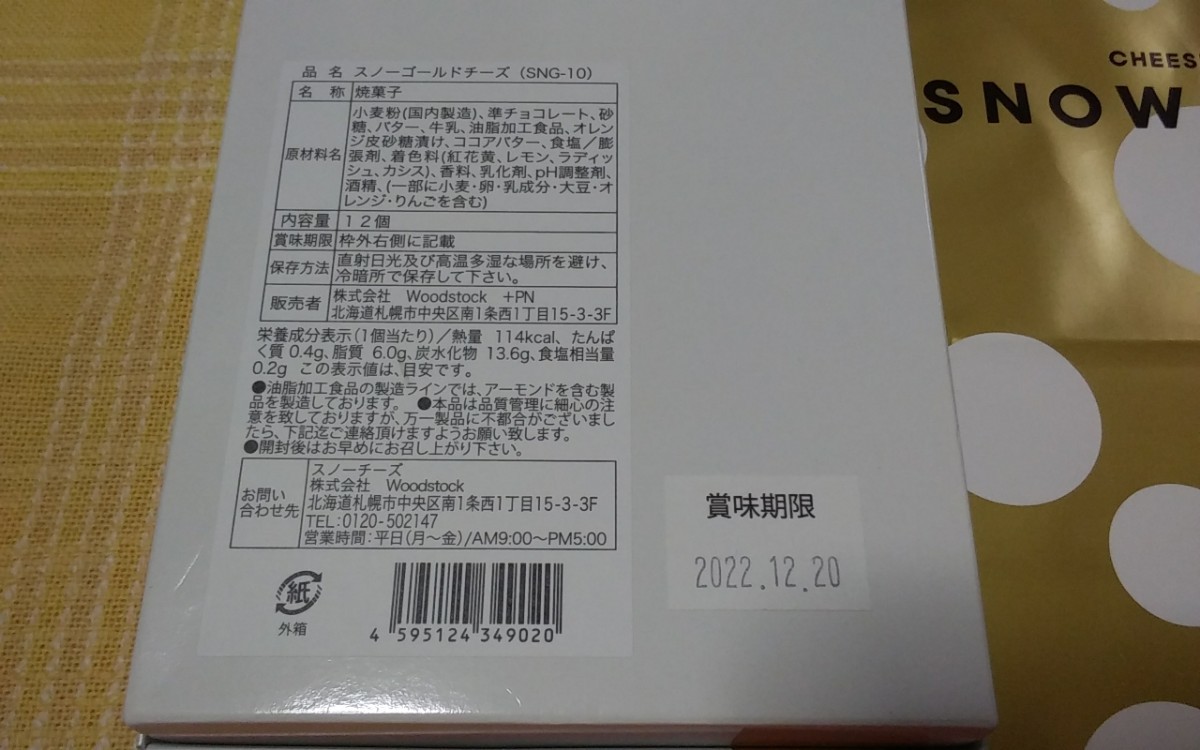 品 名 スノーゴールドチーズ (SNG-10)
名 称 焼菓子
原材料名
小麦粉(国内製造)、準チョコレート、砂
糖、バター、牛乳、油脂加工食品、オレン
ジ皮砂糖漬け、ココアバター、食塩／膨
張剤、着色料(紅花黄、レモン、ラディッ
シュ、カシス)、香料、乳化剤、pH調整剤、
酒精、(一部に小麦・卵・乳成分・大豆・オ
レンジ・りんごを含む)
内容量 12個
賞味期限 枠外右側に記載
保存方法
直射日光及び高温多湿な場所を避け、
冷暗所で保存して下さい。
販売者
株式会社 Woodstock +PN
北海道札幌市中央区南1条西1丁目15-3-3F
栄養成分表示(1個当たり)／熱量 114kcal、たんぱ
く質 0.4g、脂質 6.0g、炭水化物 13.6g、食塩相当量
0.2g この表示値は、目安です。
●油脂加工食品の製造ラインでは、アーモンドを含む製
品を製造しております。 ●本品は品質管理に細心の注
意を致しておりますが、万一製品に不都合がございまし
たら、下記迄ご連絡頂けますようお願い致します。
●開封後はお早めにお召し上がり下さい。
お問い
合わせ先
スノーチーズ
株式会社 Woodstock
北海道札幌市中央区南1条西1丁目15-3-3F
TEL:0120-502147
営業時間:平日(月～金)/AM9:00～PM5:00
紙
外箱
4 595124 349020
賞味期限
2022.12.20
CHEES
SNOW